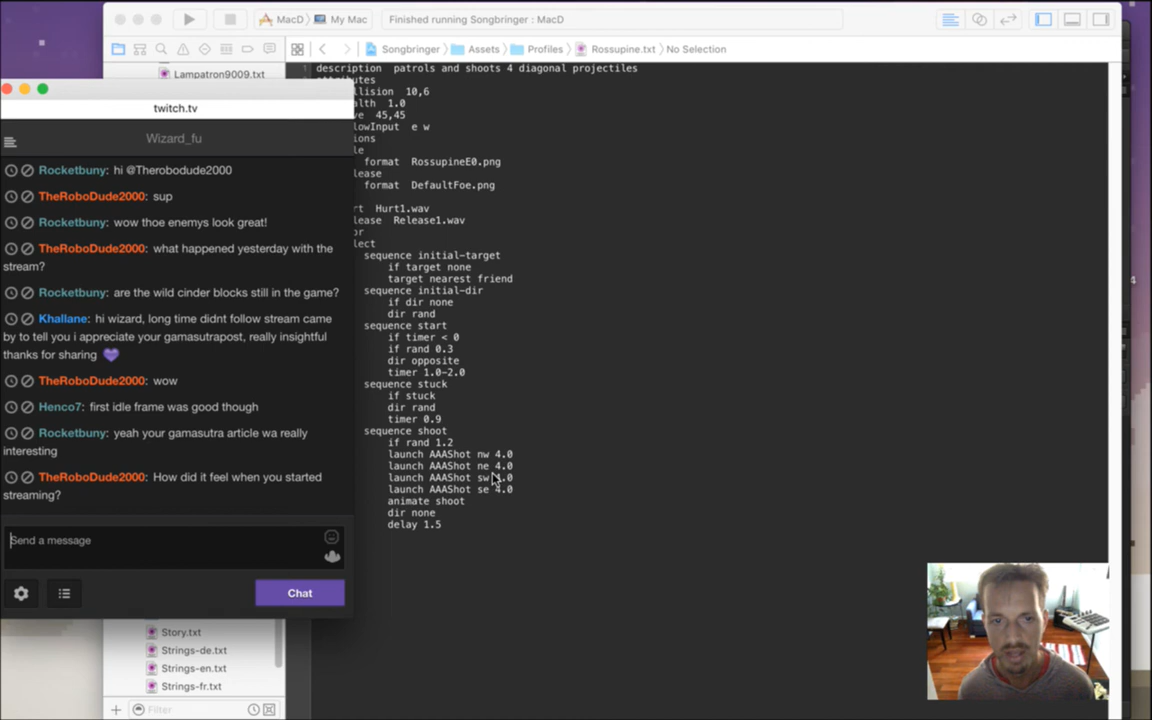 MacD
My Mac
Finished running Songbringer : MacD
Songbringer
Assets
Profiles
Rossupine.txt
No Selection
Lampatron9009.txt
twitch.tv
Wizard_fu
Rocketbuny: hi @Therobodude2000
TheRoboDude2000: sup
Rocketbuny: wow thoe enemys look great!
TheRoboDude2000: what happened yesterday with the
stream?
Rocketbuny: are the wild cinder blocks still in the game?
Khallane: hi wizard, long time didnt follow stream came
by to tell you i appreciate your gamasutrapost, really insightful
thanks for sharing
TheRoboDude2000: wow
Henco7: first idle frame was good though
Rocketbuny: yeah your gamasutra article wa really
interesting
TheRoboDude2000: How did it feel when you started
streaming?
Send a message
Chat
Story.txt
Strings-de.txt
Strings-en.txt
Strings-fr.txt
Filter
description patrols and shoots 4 diagonal projectiles
10,6
1.0
45,45
lowInput e w
format RossupineE0.png
lease
format DefaultFoe.png
Hurt1.wav
lease Release1.wav
lect
sequence initial-target
if target none
target nearest friend
sequence initial-dir
if dir none
dir rand
sequence start
if timer < 0
if rand 0.3
dir opposite
timer 1.0-2.0
sequence stuck
if stuck
dir rand
timer 0.9
sequence shoot
if rand 1.2
launch AAAShot nw 4.0
launch AAAShot ne 4.0
launch AAAShot sw 4.0
launch AAAShot se 4.0
animate shoot
dir none
delay 1.5